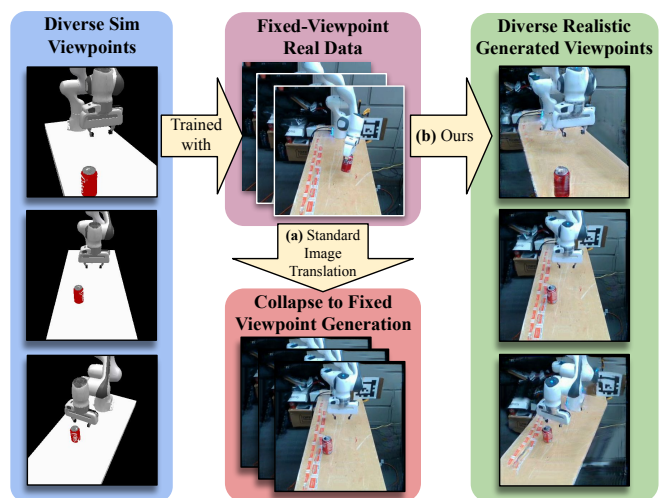 Diverse Sim
Viewpoints
Fixed-Viewpoint
Real Data
Diverse Realistic
Generated Viewpoints
Trained
with
(b) Ours
(a) Standard
Image
Translation
Collapse to Fixed
Viewpoint Generation